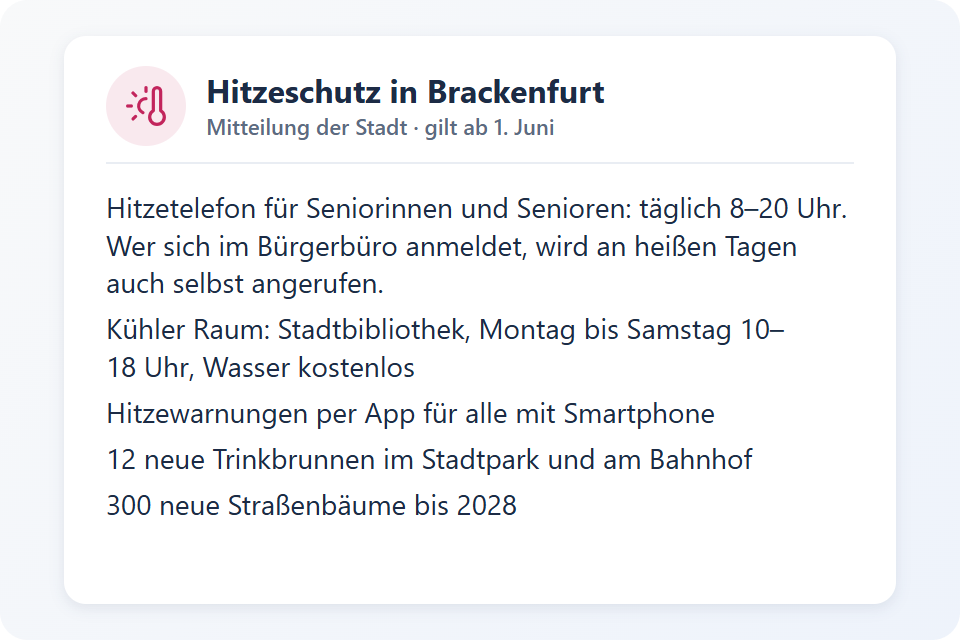 Hitzeschutz in Brackenfurt
Mitteilung der Stadt · gilt ab 1. Juni
Hitzetelefon für Seniorinnen und Senioren: täglich 8–20 Uhr.
Wer sich im Bürgerbüro anmeldet, wird an heißen Tagen
auch selbst angerufen.
Kühler Raum: Stadtbibliothek, Montag bis Samstag 10–
18 Uhr, Wasser kostenlos
Hitzewarnungen per App für alle mit Smartphone
12 neue Trinkbrunnen im Stadtpark und am Bahnhof
300 neue Straßenbäume bis 2028